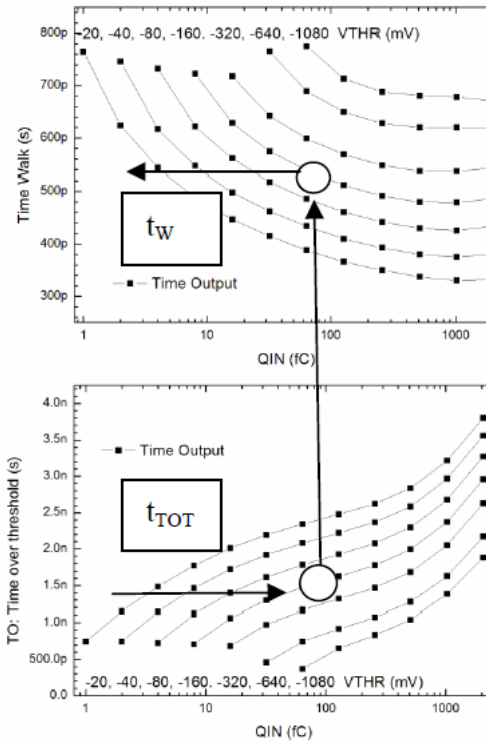 -20, -40, -80, -160, -320, -640, -1080 VTHR (mV)
800p
700p
600p
500p
400p
300p
Time Walk (s)
t_W
Time Output
1
10
100
1000
QIN (fC)
4.0n
3.5n
3.0n
2.5n
2.0n
1.5n
1.0n
500.0p
0.0
TO: Time over threshold (s)
Time Output
t_TOT
-20, -40, -80, -160. -320, -640, -1080 VTHR (mV)
1
10
100
1000
QIN (fC)